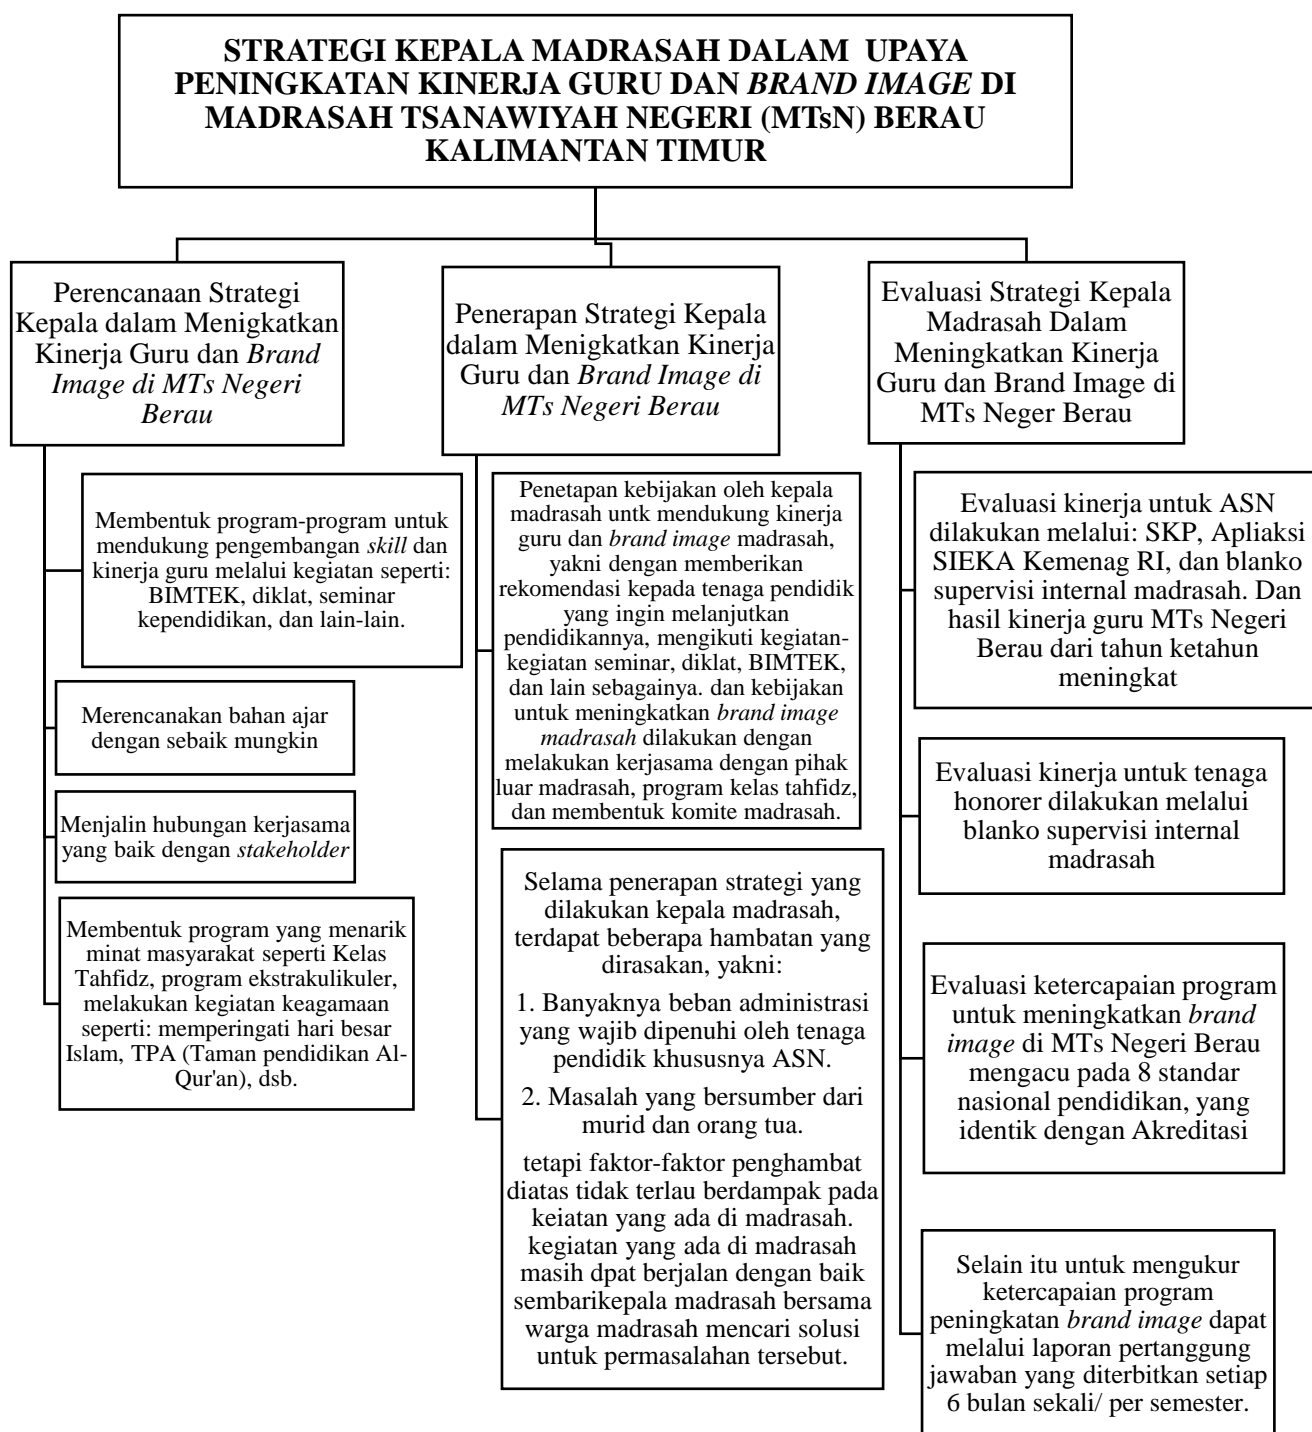 STRATEGI KEPALA MADRASAH DALAM UPAYA
PENINGKATAN KINERJA GURU DAN BRAND IMAGE DI
MADRASAH TSANAWIYAH NEGERI (MTsN) BERAU
KALIMANTAN TIMUR
Perencanaan Strategi
Kepala dalam Menigkatkan
Kinerja Guru dan Brand
Image di MTs Negeri
Berau
Membentuk program-program untuk
mendukung pengembangan skill dan
kinerja guru melalui kegiatan seperti:
BIMTEK, diklat, seminar
kependidikan, dan lain-lain.
Merencanakan bahan ajar
dengan sebaik mungkin
Menjalin hubungan kerjasama
yang baik dengan stakeholder
Membentuk program yang menarik
minat masyarakat seperti Kelas
Tahfidz, program ekstrakulikuler,
melakukan kegiatan keagamaan
seperti: memperingati hari besar
Islam, TPA (Taman pendidikan Al-
Qur'an), dsb.
Penerapan Strategi Kepala
dalam Menigkatkan Kinerja
Guru dan Brand Image di
MTs Negeri Berau
Penetapan kebijakan oleh kepala
madrasah untk mendukung kinerja
guru dan brand image madrasah,
yakni dengan memberikan
rekomendasi kepada tenaga pendidik
yang ingin melanjutkan
pendidikannya, mengikuti kegiatan-
kegiatan seminar, diklat, BIMTEK,
dan lain sebagainya. dan kebijakan
untuk meningkatkan brand image
madrasah dilakukan dengan
melakukan kerjasama dengan pihak
luar madrasah, program kelas tahfidz,
dan membentuk komite madrasah.
Selama penerapan strategi yang
dilakukan kepala madrasah,
terdapat beberapa hambatan yang
dirasakan, yakni:
1. Banyaknya beban administrasi
yang wajib dipenuhi oleh tenaga
pendidik khususnya ASN.
2. Masalah yang bersumber dari
murid dan orang tua.
tetapi faktor-faktor penghambat
diatas tidak terlau berdampak pada
keiatan yang ada di madrasah.
kegiatan yang ada di madrasah
masih dpat berjalan dengan baik
sembarikepala madrasah bersama
warga madrasah mencari solusi
untuk permasalahan tersebut.
Evaluasi Strategi Kepala
Madrasah Dalam
Meningkatkan Kinerja
Guru dan Brand Image di
MTs Neger Berau
Evaluasi kinerja untuk ASN
dilakukan melalui: SKP, Apliaksi
SIEKA Kemenag RI, dan blanko
supervisi internal madrasah. Dan
hasil kinerja guru MTs Negeri
Berau dari tahun ketahun
meningkat
Evaluasi kinerja untuk tenaga
honorer dilakukan melalui
blanko supervisi internal
madrasah
Evaluasi ketercapaian program
untuk meningkatkan brand
image di MTs Negeri Berau
mengacu pada 8 standar
nasional pendidikan, yang
identik dengan Akreditasi
Selain itu untuk mengukur
ketercapaian program
peningkatan brand image dapat
melalui laporan pertanggung
jawaban yang diterbitkan setiap
6 bulan sekali/ per semester.